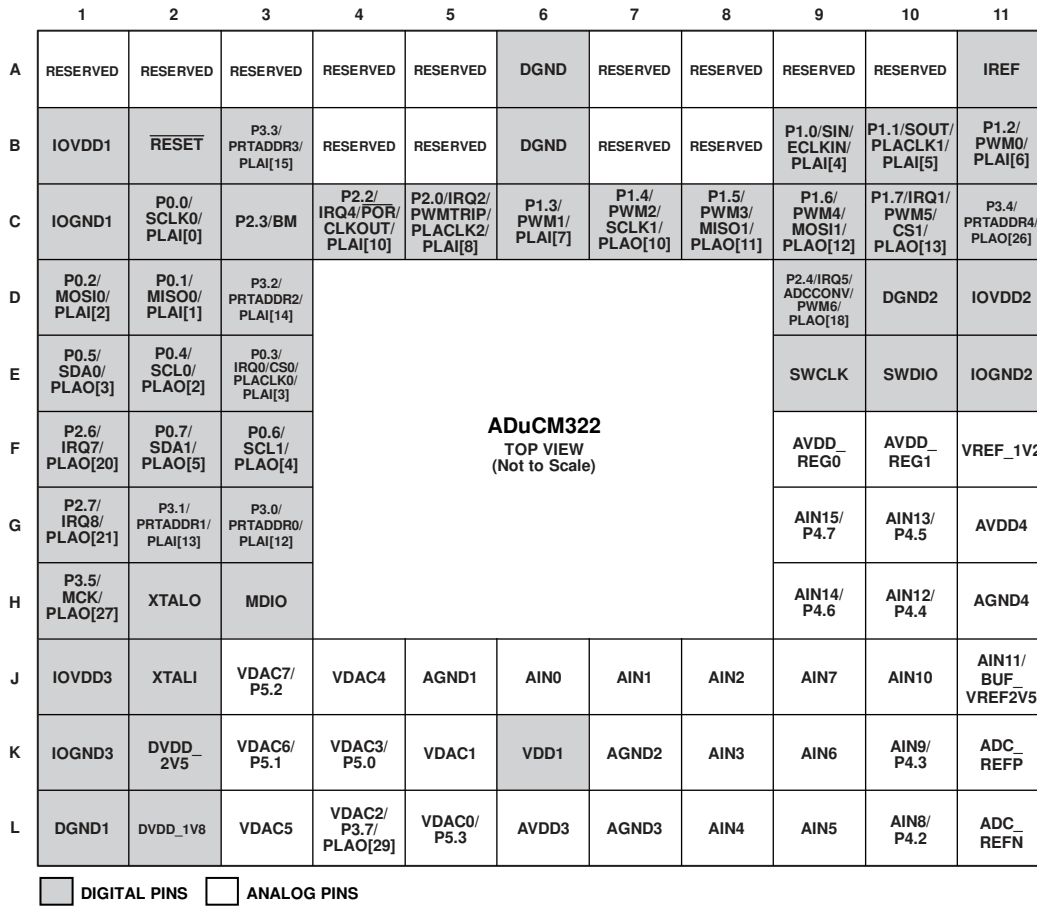 1 2 3 4 5 6 7 8 9 10 11
A RESERVED RESERVED RESERVED RESERVED RESERVED DGND RESERVED RESERVED RESERVED RESERVED IREF
B IOVDD1 RESET P3.3/PRTADDR3/PLAI[15] RESERVED RESERVED DGND RESERVED RESERVED P1.0/SIN/ECLKIN/PLAI[4] P1.1/SOUT/PLACLK1/PLAI[5] P1.2/PWM0/PLAI[6]
C IOGND1 P0.0/SCLK0/PLAI[0] P2.3/BM P2.2/IRQ4/POR/CLKOUT/PLAI[10] P2.0/IRQ2/PWMTRIP/PLACLK2/PLAI[8] P1.3/PWM1/PLAI[7] P1.4/PWM2/SCLK1/PLAO[10] P1.5/PWM3/MISO1/PLAO[11] P1.6/PWM4/MOSI1/PLAO[12] P1.7/IRQ1/PWM5/CS1/PLAO[13] P3.4/PRTADDR4/PLAO[26]
D P0.2/MOSI0/PLAI[2] P0.1/MISO0/PLAI[1] P3.2/PRTADDR2/PLAI[14] P2.4/IRQ5/ADCCONV/PWM6/PLAO[18] DGND2 IOVDD2
E P0.5/SDA0/PLAO[3] P0.4/SCL0/PLAO[2] P0.3/IRQ0/CS0/PLACLK0/PLAI[3] SWCLK SWDIO IOGND2
ADuCM322
TOP VIEW
(Not to Scale)
F P2.6/IRQ7/PLAO[20] P0.7/SDA1/PLAO[5] P0.6/SCL1/PLAO[4] AVDD_REG0 AVDD_REG1 VREF_1V2
G P2.7/IRQ8/PLAO[21] P3.1/PRTADDR1/PLAI[13] P3.0/PRTADDR0/PLAI[12] AIN15/P4.7 AIN13/P4.5 AVDD4
H P3.5/MCK/PLAO[27] XTALO MDIO AIN14/P4.6 AIN12/P4.4 AGND4
J IOVDD3 XTALI VDAC7/P5.2 VDAC4 AGND1 AIN0 AIN1 AIN2 AIN7 AIN10 AIN11/BUF_VREF2V5
K IOGND3 DVDD_2V5 VDAC6/P5.1 VDAC3/P5.0 VDAC1 VDD1 AGND2 AIN3 AIN6 AIN9/P4.3 ADC_REFP
L DGND1 DVDD_1V8 VDAC5 VDAC2/P3.7/PLAO[29] VDAC0/P5.3 AVDD3 AGND3 AIN4 AIN5 AIN8/P4.2 ADC_REFN
DIGITAL PINS ANALOG PINS